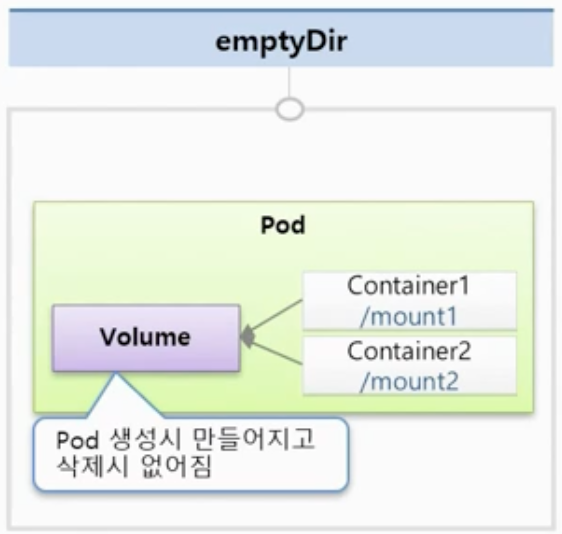 emptyDir
Pod
Volume
Container1
/mount1
Container2
/mount2
Pod 생성시 만들어지고
삭제시 없어짐